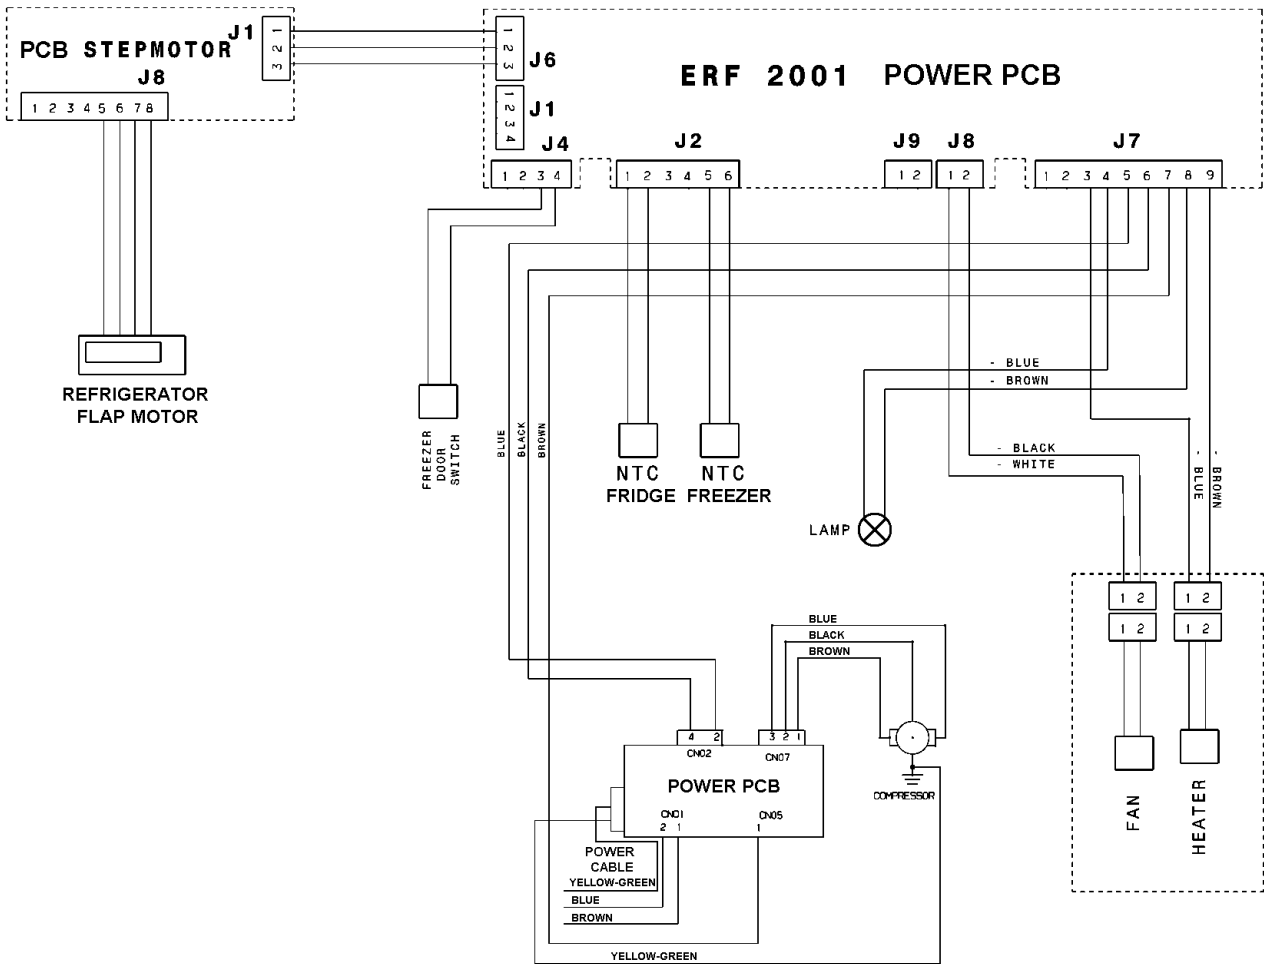 PCB STEPMOTOR
J1
1
2
3
J8
1 2 3 4 5 6 7 8
REFRIGERATOR
FLAP MOTOR
1
2
3
J6
1
2
3
4
J1
ERF 2001 POWER PCB
J4
1 2 3 4
J2
1 2 3 4 5 6
J9
1 2
J8
1 2
J7
1 2 3 4 5 6 7 8 9
FREEZER
DOOR
SWITCH
BLUE
BLACK
BROWN
NTC
FRIDGE
NTC
FREEZER
- BLUE
- BROWN
LAMP
- BLACK
- WHITE
- BLUE
- BROWN
1 2
1 2
1 2
1 2
FAN
HEATER
BLUE
BLACK
BROWN
4 2
CN02
3 2 1
CN07
POWER PCB
CN01
2 1
CN05
1
COMPRESSOR
POWER
CABLE
YELLOW-GREEN
BLUE
BROWN
YELLOW-GREEN